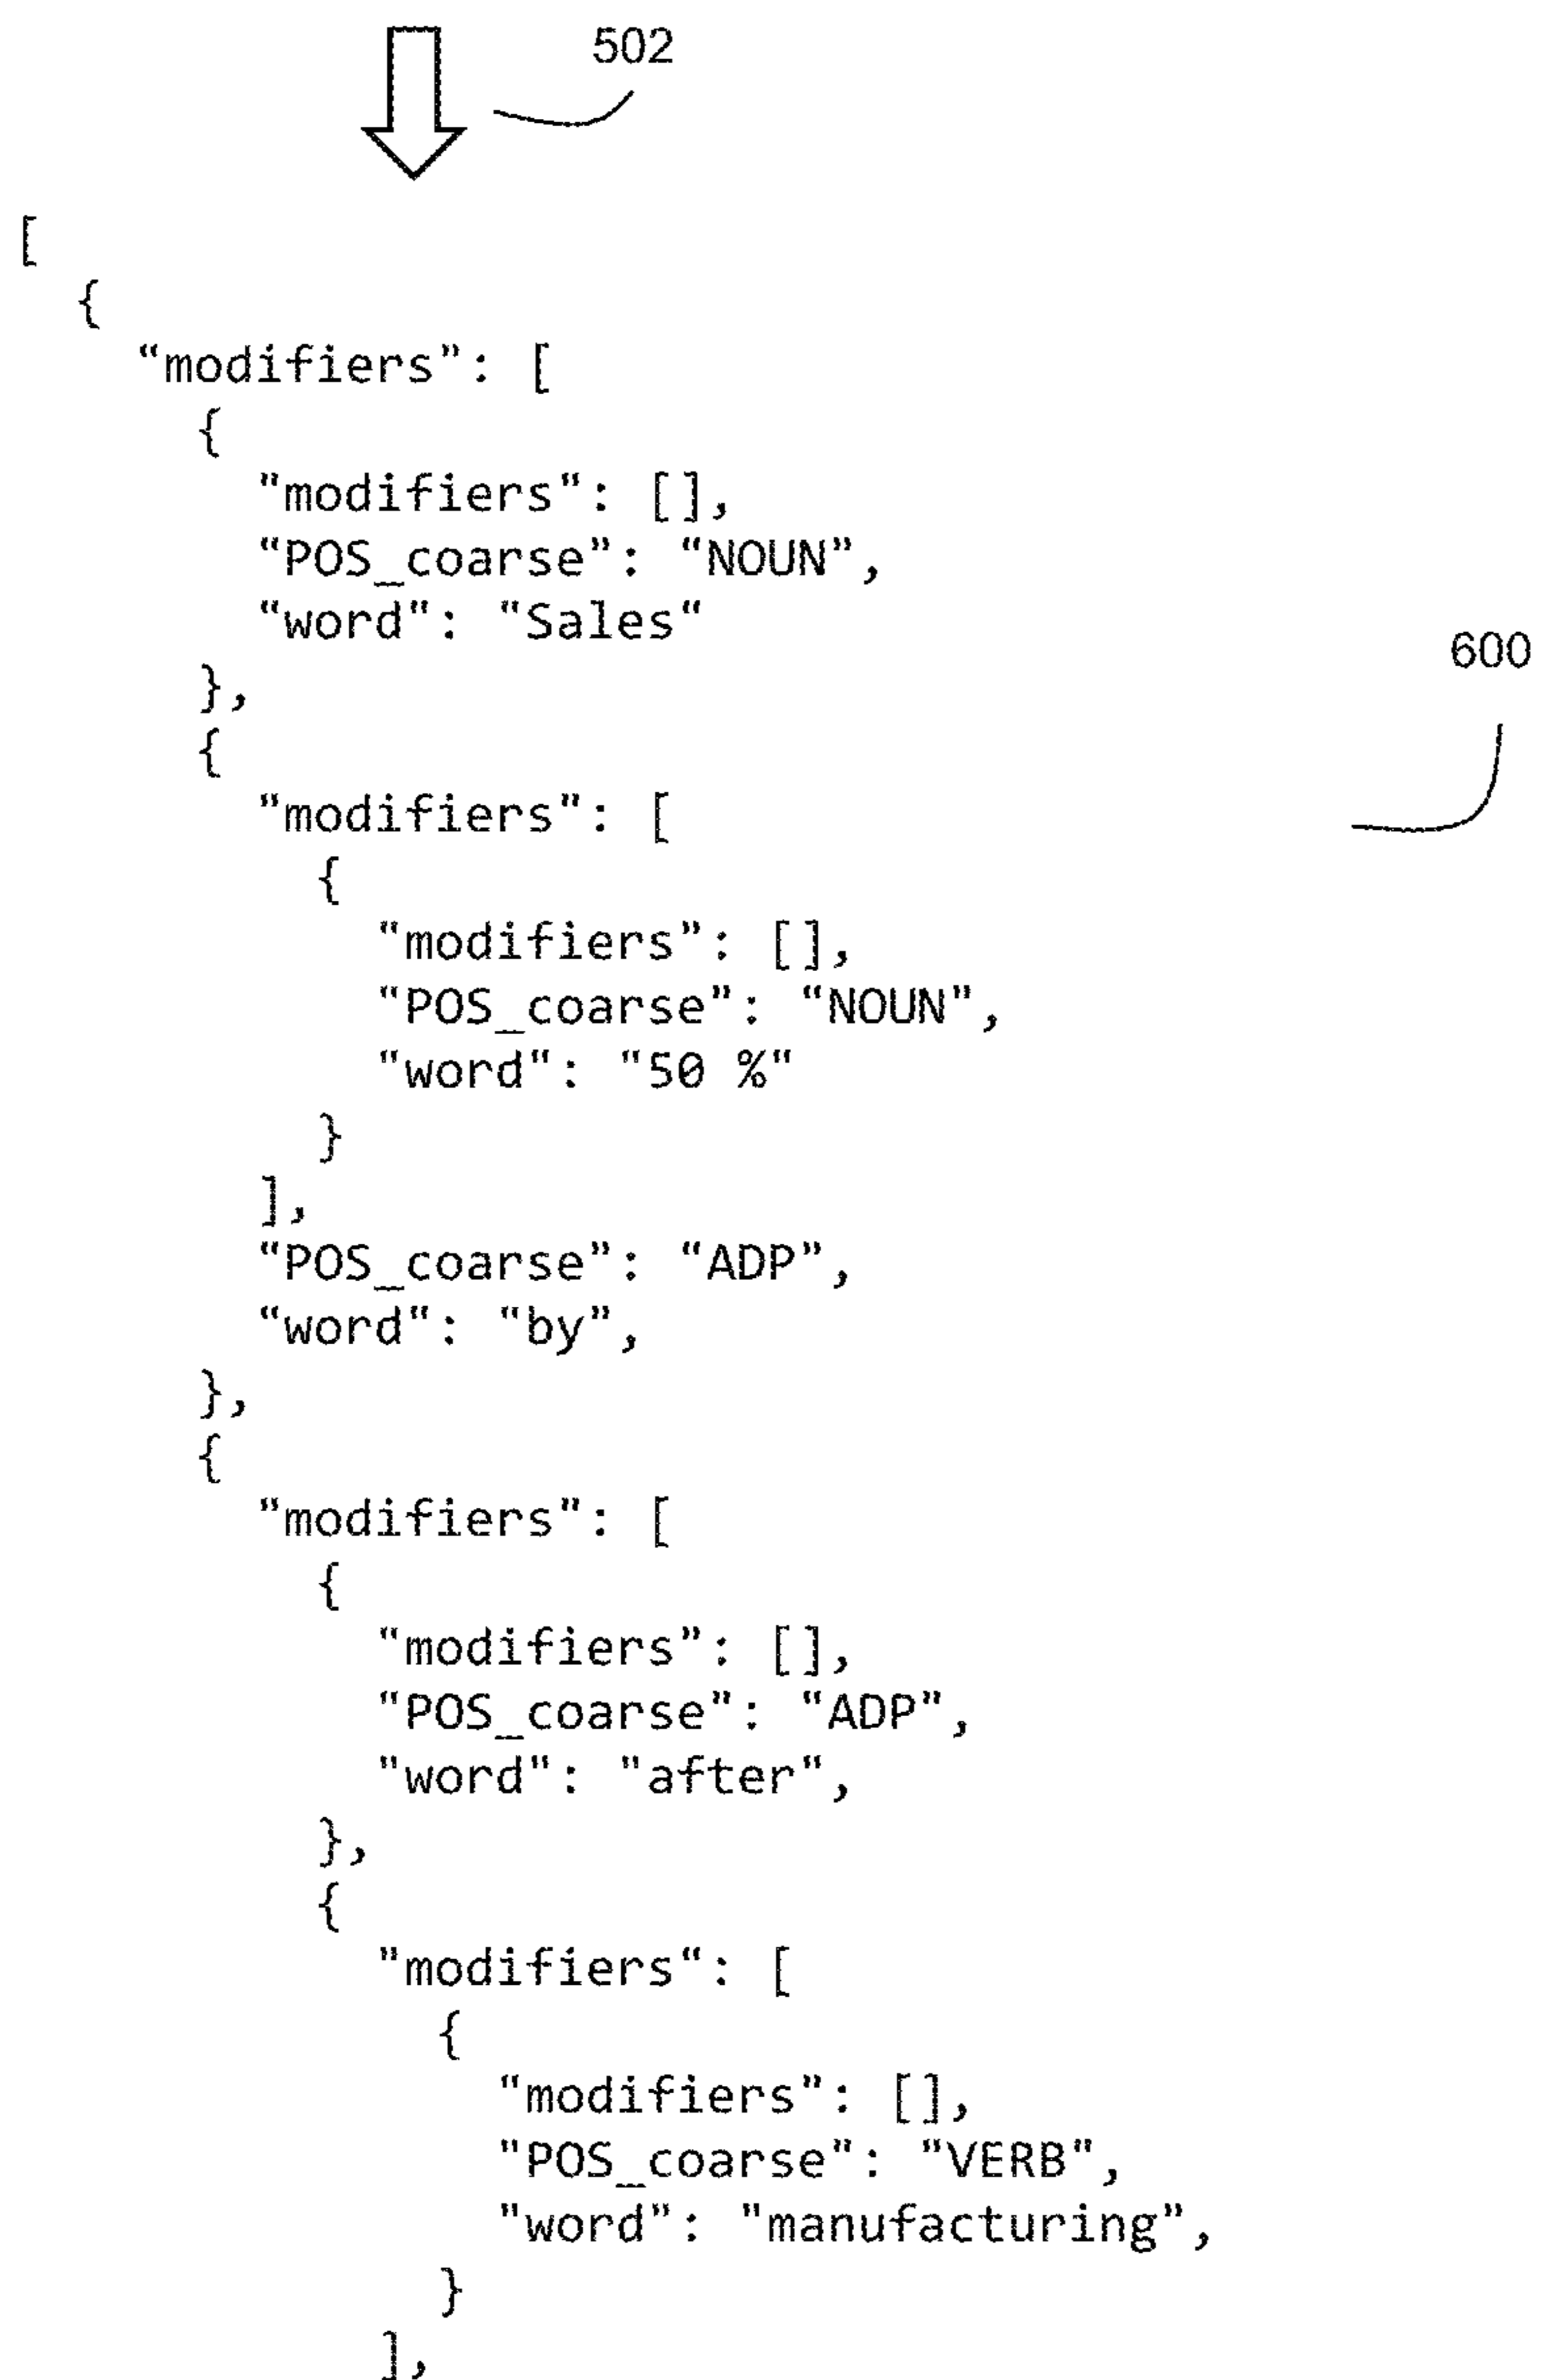 502
[
{
“modifiers": [
{
"modifiers": [],
“POS_coarse": “NOUN”,
“word": "Sales“
},
600
{
"modifiers": [
{
"modifiers": [],
“POS_coarse": “NOUN”,
"word": "50 %"
}
],
“POS_coarse": “ADP”,
“word": "by”,
},
{
"modifiers": [
{
"modifiers": [],
"POS_coarse": “ADP”,
"word": "after",
},
{
"modifiers“: [
{
"modifiers": [],
"POS_coarse": "VERB",
"word": "manufacturing",
}
],